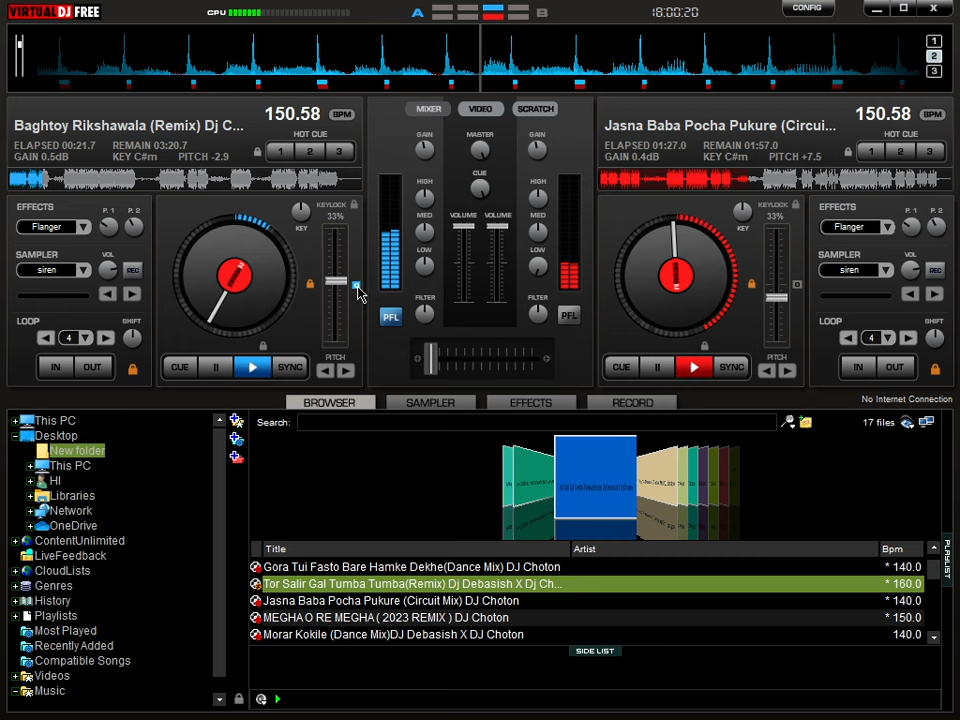 VIRTUAL DJ FREE
CPU
A
B
18:00:20
CONFIG
1
2
3
150.58 BPM
Baghtoy Rikshawala (Remix) Dj C...
HOT CUE
ELAPSED 00:21.7 REMAIN 03:20.7
GAIN 0.5dB KEY C#m PITCH -2.9
1 2 3
MIXER VIDEO SCRATCH
150.58 BPM
Jasna Baba Pocha Pukure (Circui...
HOT CUE
ELAPSED 01:27.0 REMAIN 01:57.0
GAIN 0.4dB KEY C#m PITCH +7.5
1 2 3
EFFECTS P. 1 P. 2
Flanger
SAMPLER VOL
siren REC
LOOP SHIFT
4
IN OUT
KEYLOCK
33%
KEY
CUE SYNC
PITCH
GAIN MASTER GAIN
HIGH CUE HIGH
MED VOLUME VOLUME MED
LOW LOW
FILTER FILTER
PFL PFL
KEYLOCK
33%
KEY
CUE SYNC
PITCH
EFFECTS P. 1 P. 2
Flanger
SAMPLER VOL
siren REC
LOOP SHIFT
4
IN OUT
BROWSER SAMPLER EFFECTS RECORD
No Internet Connection
This PC
Desktop
New folder
This PC
HI
Libraries
Network
OneDrive
ContentUnlimited
LiveFeedback
CloudLists
Genres
History
Playlists
Most Played
Recently Added
Compatible Songs
Videos
Music
Search:
17 files
Title Artist Bpm
Gora Tui Fasto Bare Hamke Dekhe(Dance Mix) DJ Choton * 140.0
Tor Salir Gal Tumba Tumba(Remix) Dj Debasish X Dj Ch... * 160.0
Jasna Baba Pocha Pukure (Circuit Mix) DJ Choton * 140.0
MEGHA O RE MEGHA ( 2023 REMIX ) DJ Choton * 150.0
Morar Kokile (Dance Mix)DJ Debasish X DJ Choton 140.0
SIDE LIST
PLAYLIST